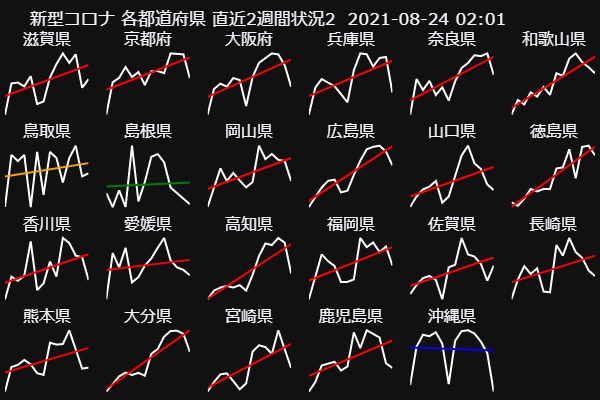 新型コロナ 各都道府県 直近2週間状況2 2021-08-24 02:01
滋賀県 京都府 大阪府 兵庫県 奈良県 和歌山県
鳥取県 島根県 岡山県 広島県 山口県 徳島県
香川県 愛媛県 高知県 福岡県 佐賀県 長崎県
熊本県 大分県 宮崎県 鹿児島県 沖縄県